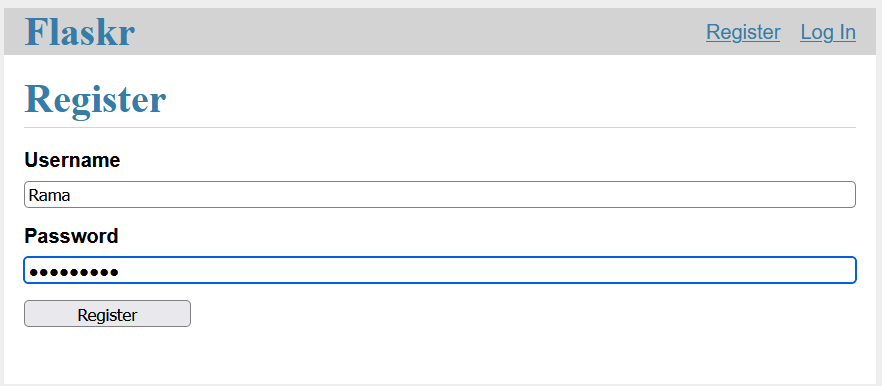 Flaskr Register Log In
Register
Username
Rama
Password
●●●●●●●●●
Register